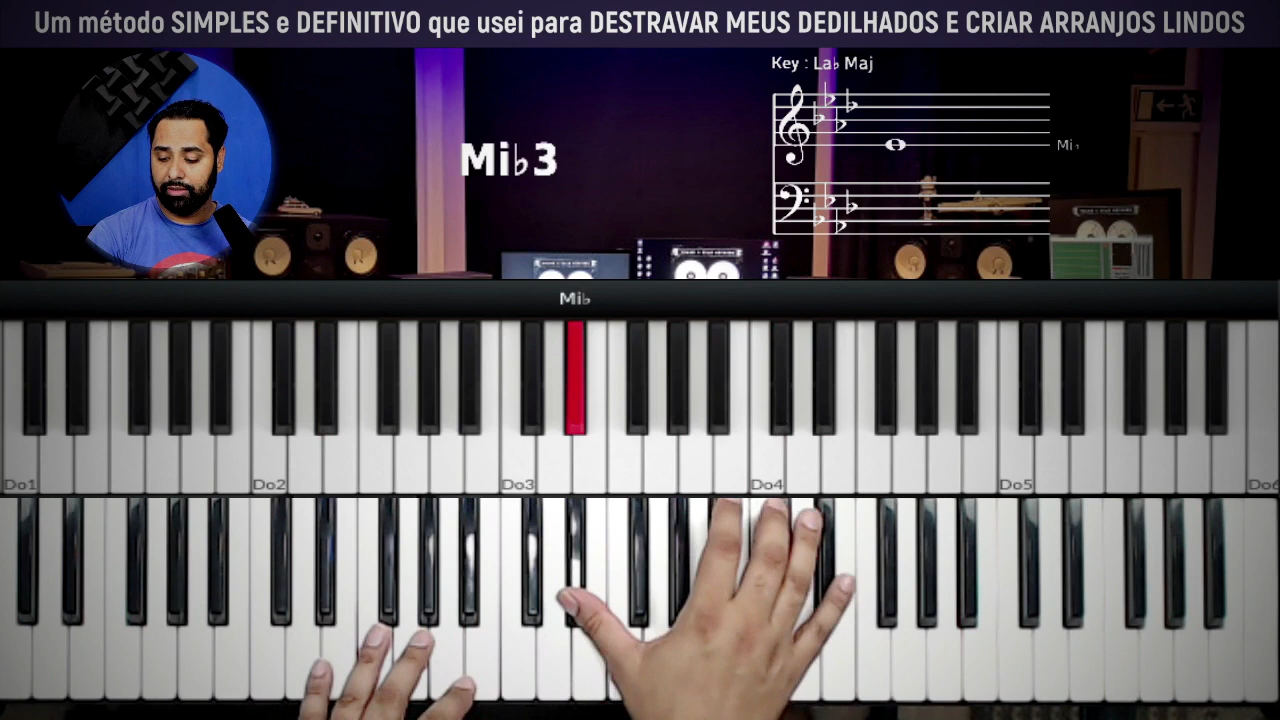 Um método SIMPLES e DEFINITIVO que usei para DESTRAVAR MEUS DEDILHADOS E CRIAR ARRANJOS LINDOS
Key : La♭ Maj
Mi♭3
Mi♭
Do1 Do2 Do3 Do4 Do5 Do6